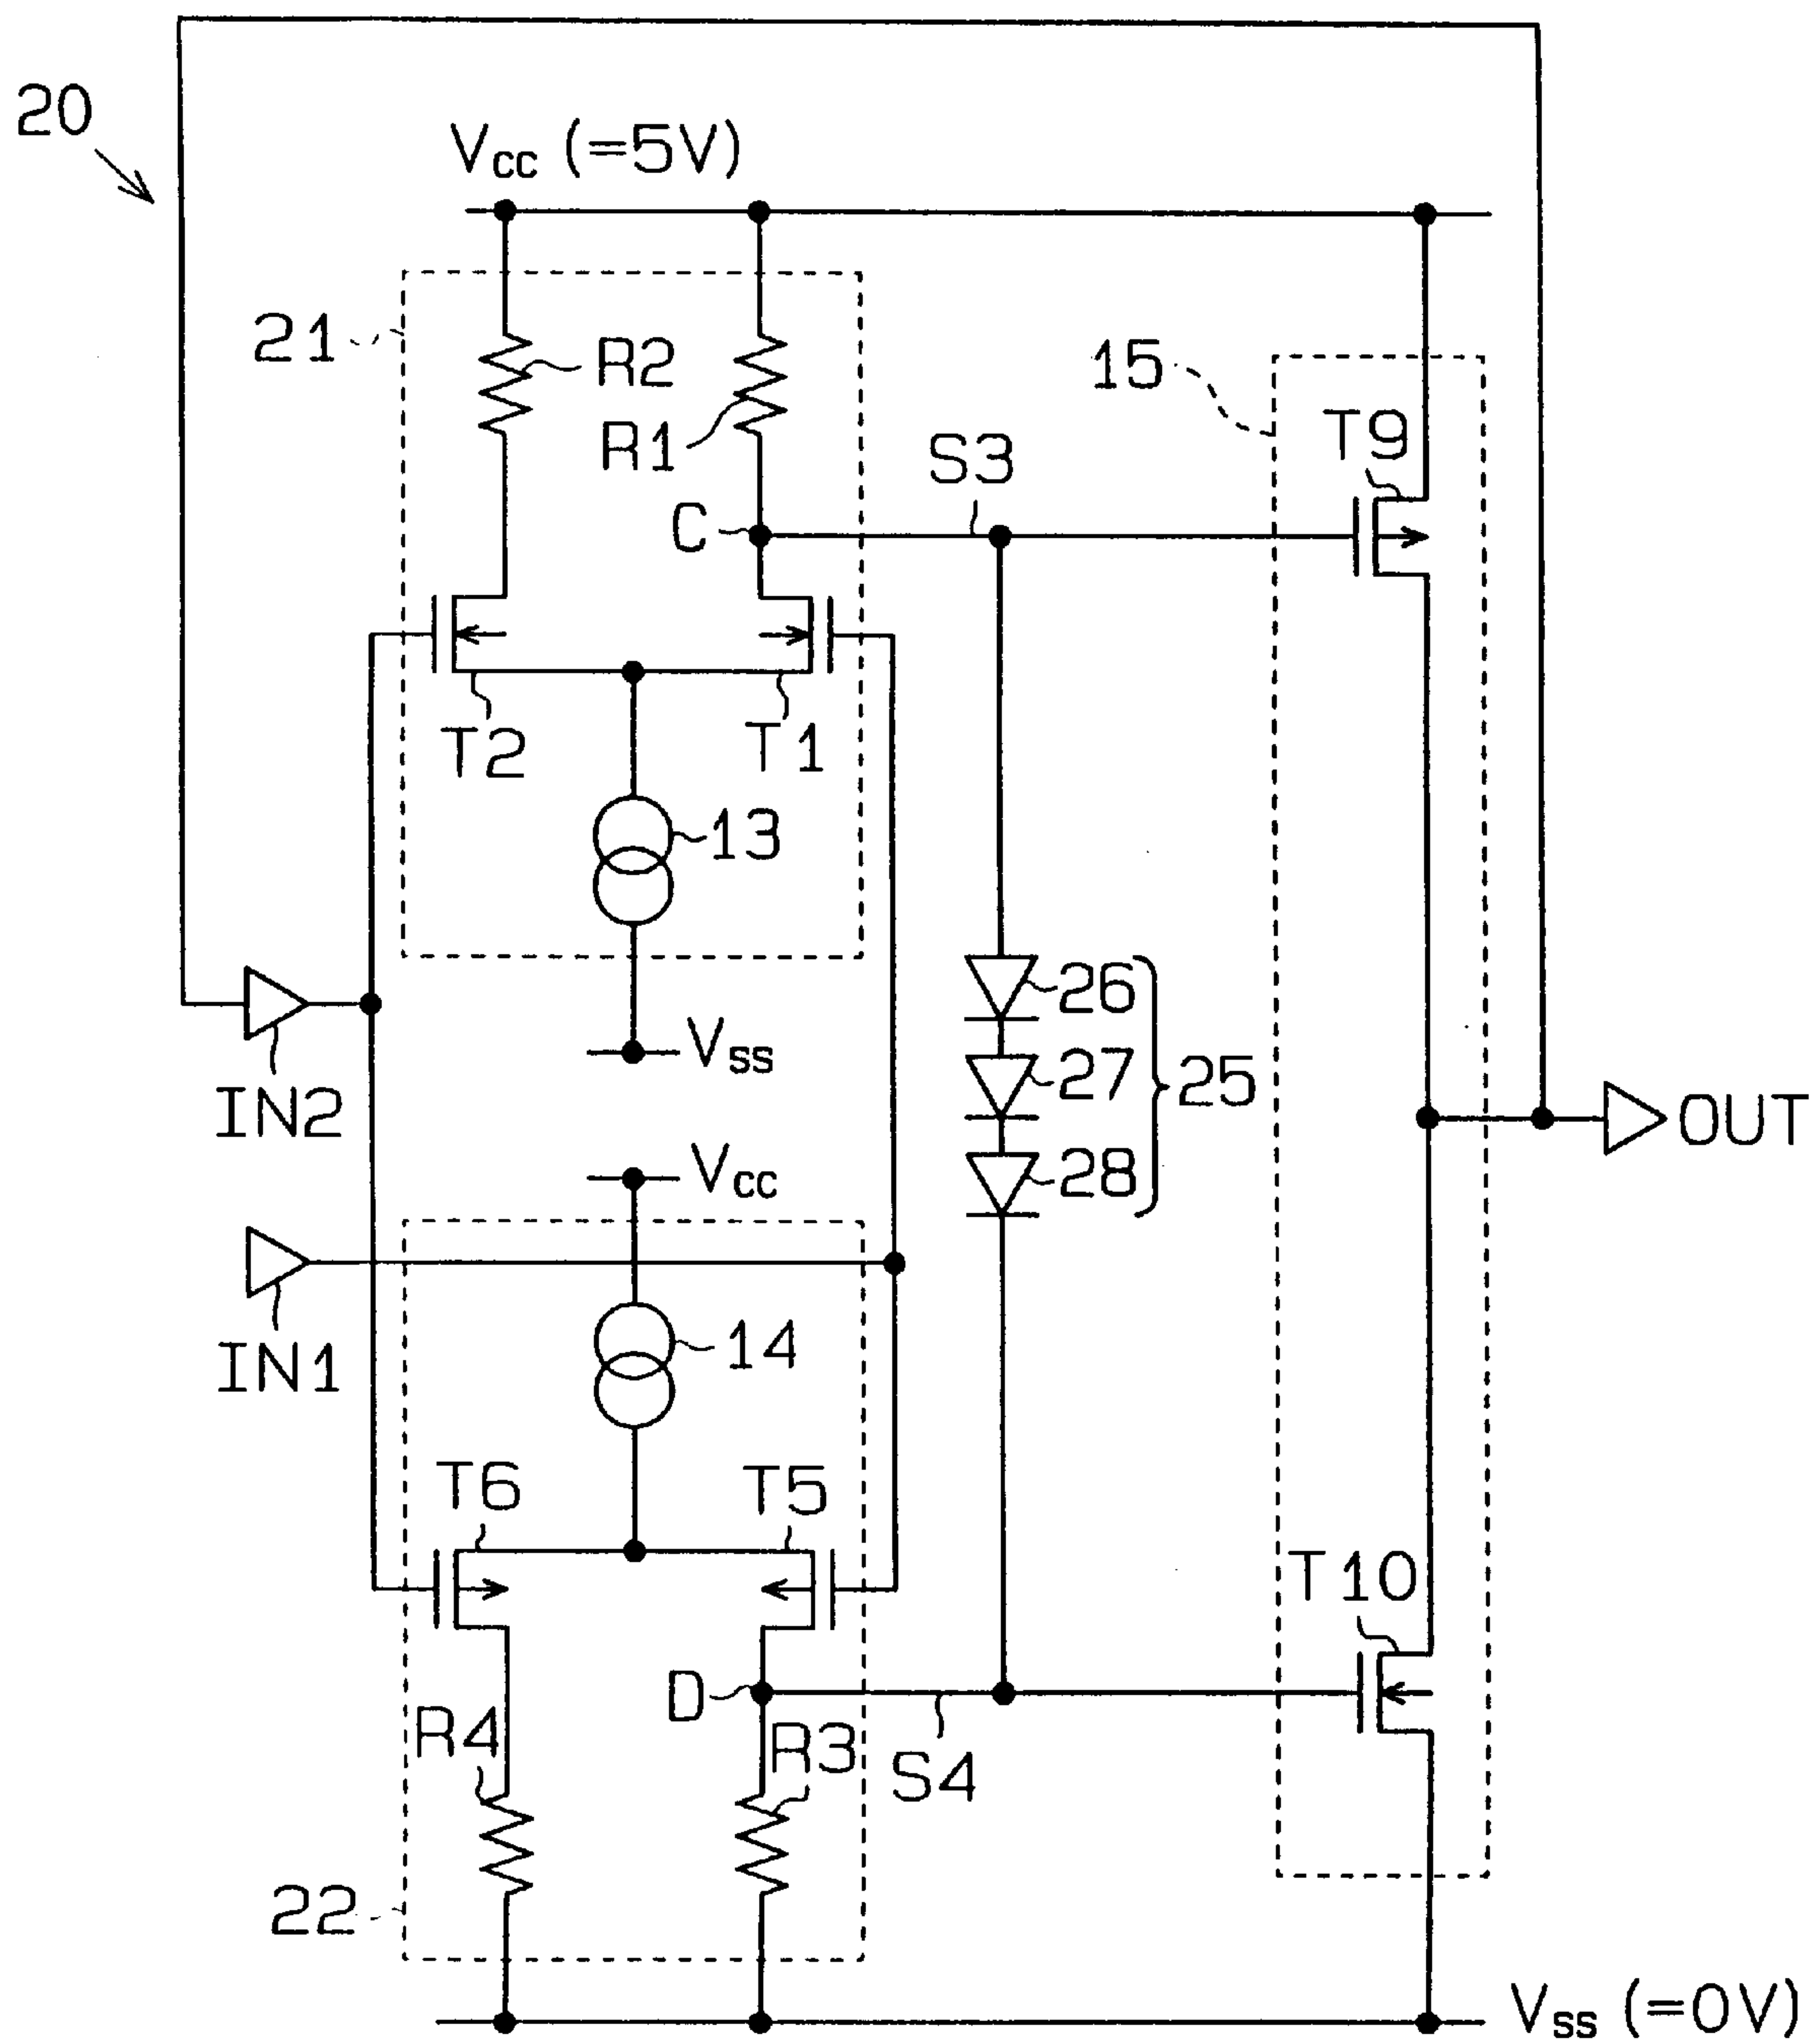 20
Vcc (=5V)
21
R2
R1
15
T9
S3
C
T2
T1
13
26
Vss
27
25
IN2
OUT
Vcc
28
IN1
14
T6
T5
T10
D
R4
R3
S4
22
Vss (=0V)